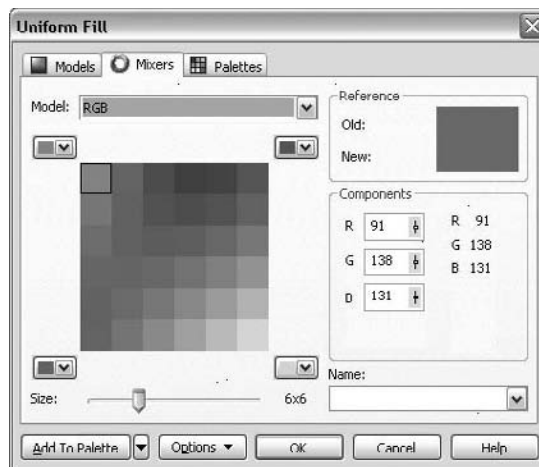 Uniform Fill
Models Mixers Palettes
Model: RGB
Reference
Old:
New:
Components
R 91 R 91
G 138 G 138
D 131 B 131
Name:
Size: 6x6
Add To Palette Options OK Cancel Help